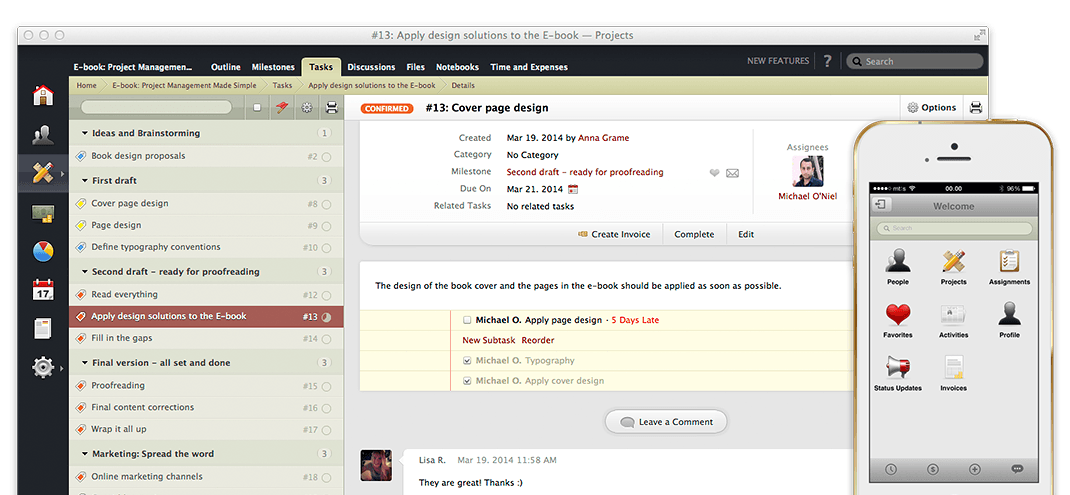 #13: Apply design solutions to the E-book — Projects
E-book: Project Managemen... Outline Milestones Tasks Discussions Files Notebooks Time and Expenses NEW FEATURES ? Search
Home E-book: Project Management Made Simple Tasks Apply design solutions to the E-book Details
Ideas and Brainstorming 1
Book design proposals #2
First draft 3
Cover page design #8
Page design #9
Define typography conventions #10
Second draft – ready for proofreading 3
Read everything #12
Apply design solutions to the E-book #13
Fill in the gaps #14
Final version – all set and done 3
Proofreading #15
Final content corrections #16
Wrap it all up #17
Marketing: Spread the word 3
Online marketing channels #18
17
CONFIRMED #13: Cover page design Options
Created Mar 19. 2014 by Anna Grame
Category No Category
Milestone Second draft – ready for proofreading
Due On Mar 21. 2014
Related Tasks No related tasks
Assignees
Michael O'Niel
Create Invoice Complete Edit
The design of the book cover and the pages in the e-book should be applied as soon as possible.
Michael O. Apply page design · 5 Days Late
New Subtask Reorder
Michael O. Typography
Michael O. Apply cover design
Leave a Comment
Lisa R. Mar 19. 2014 11:58 AM
They are great! Thanks :)
mt:s 00.00 96%
Welcome
Search
People Projects Assignments
Favorites Activities Profile
Status Updates Invoices